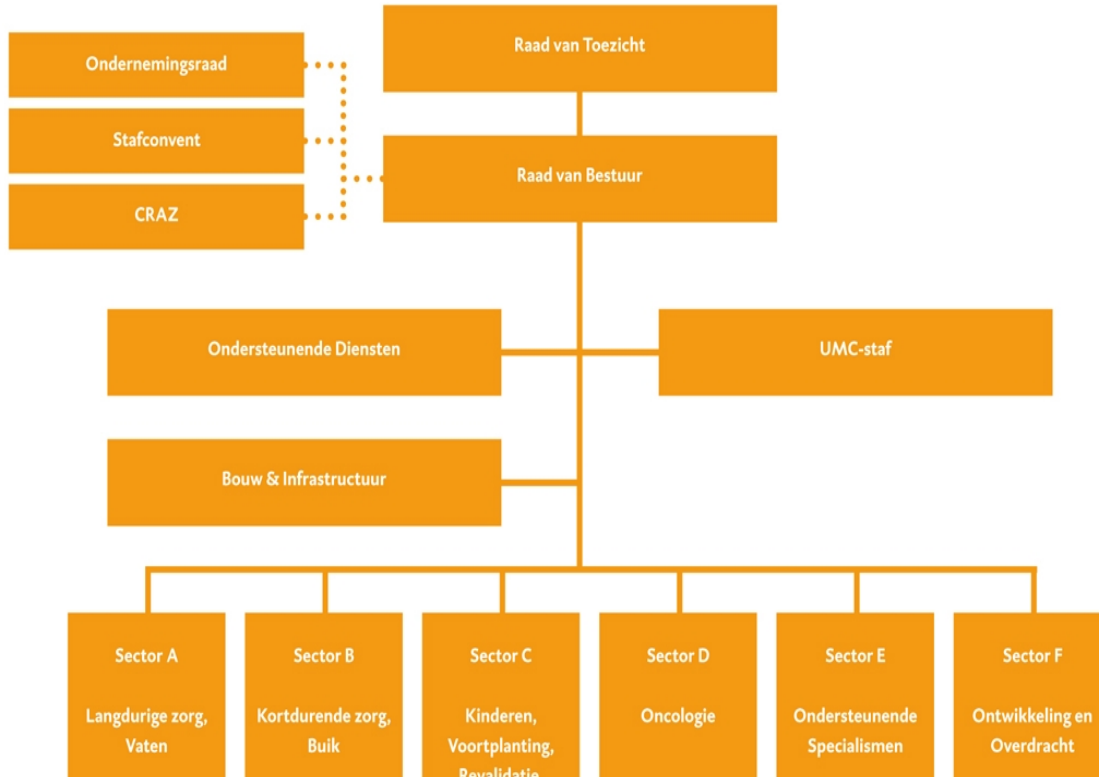 Raad van Toezicht
Ondernemingsraad
Stafconvent
Raad van Bestuur
CRAZ
Ondersteunende Diensten
UMC-staf
Bouw & Infrastructuur
Sector A
Langdurige zorg,
Vaten
Sector B
Kortdurende zorg,
Buik
Sector C
Kinderen,
Voortplanting,
Revalidatie
Sector D
Oncologie
Sector E
Ondersteunende
Specialismen
Sector F
Ontwikkeling en
Overdracht